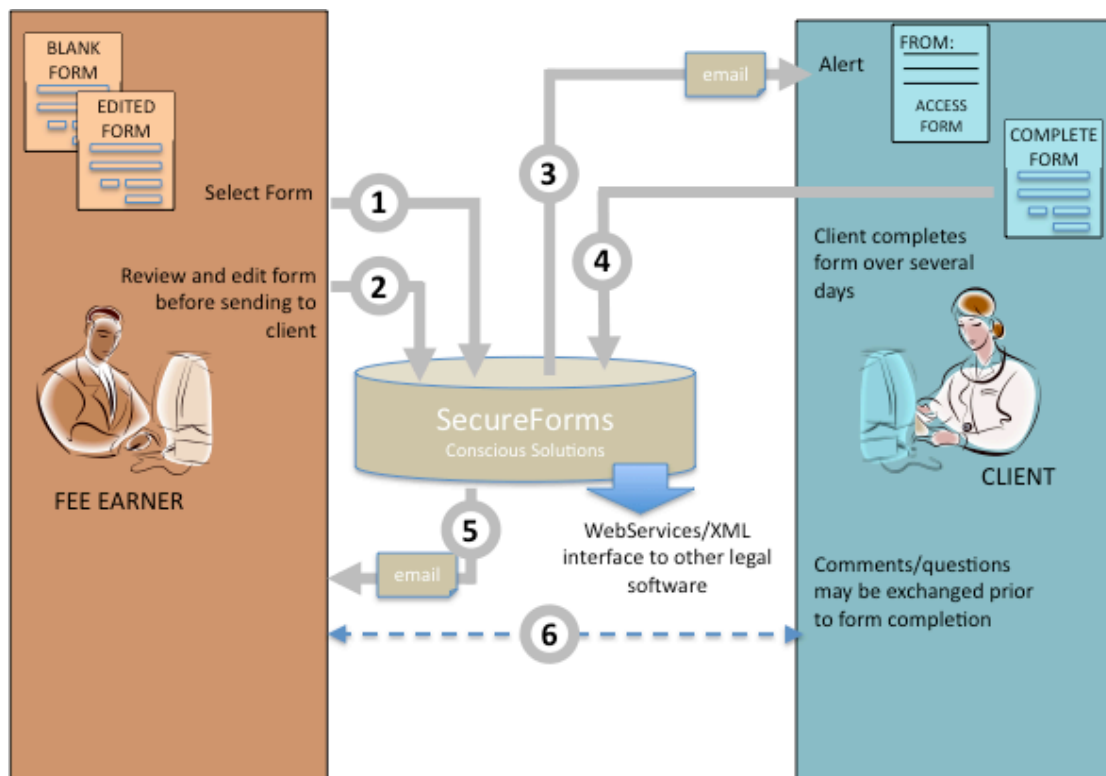 BLANK
FORM
EDITED
FORM
Select Form
Review and edit form
before sending to
client
FEE EARNER
1
2
3
4
email
Alert
FROM:
ACCESS
FORM
COMPLETE
FORM
Client completes
form over several
days
CLIENT
SecureForms
Conscious Solutions
5
email
WebServices/XML
interface to other legal
software
6
Comments/questions
may be exchanged prior
to form completion